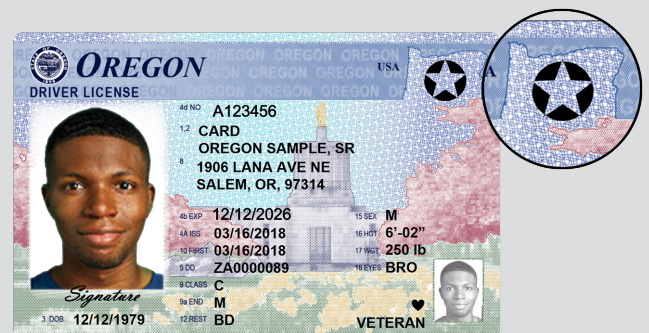 OREGON
USA
DRIVER LICENSE
4d NO A123456
1,2 CARD
OREGON SAMPLE, SR
8 1906 LANA AVE NE
SALEM, OR, 97314
4b EXP 12/12/2026 15 SEX M
4A ISS 03/16/2018 16 HGT 6'-02"
10 FIRST 03/16/2018 17 WGT 250 lb
5 DD ZA0000089 18 EYES BRO
9 CLASS C
Signature 9a END M
3 DOB 12/12/1979 12 REST BD
VETERAN